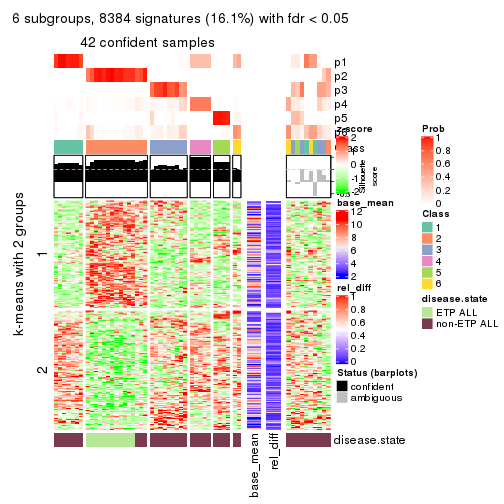 6 subgroups, 8384 signatures (16.1%) with fdr < 0.05
42 confident samples
p1
p2
p3
p4
p5
p6
Class
z-score
2
1
0
-1
-2
Silhouette
score
base_mean
12
10
8
6
4
2
rel_diff
1
0.8
0.6
0.4
0.2
0
Status (barplots)
confident
ambiguous
Prob
1
0.8
0.6
0.4
0.2
0
Class
1
2
3
4
5
6
disease.state
ETP ALL
non-ETP ALL
k-means with 2 groups
1
2
disease.state
base_mean
rel_diff